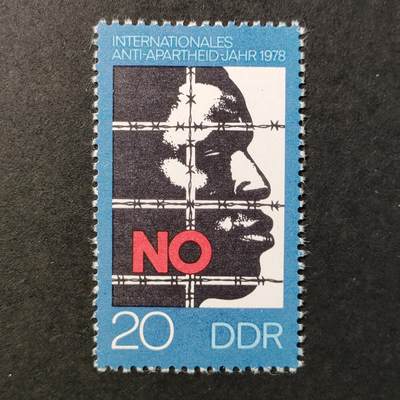 INTERNATIONALES
ANTI-APARTHEID-JAHR 1978
NO
20 DDR